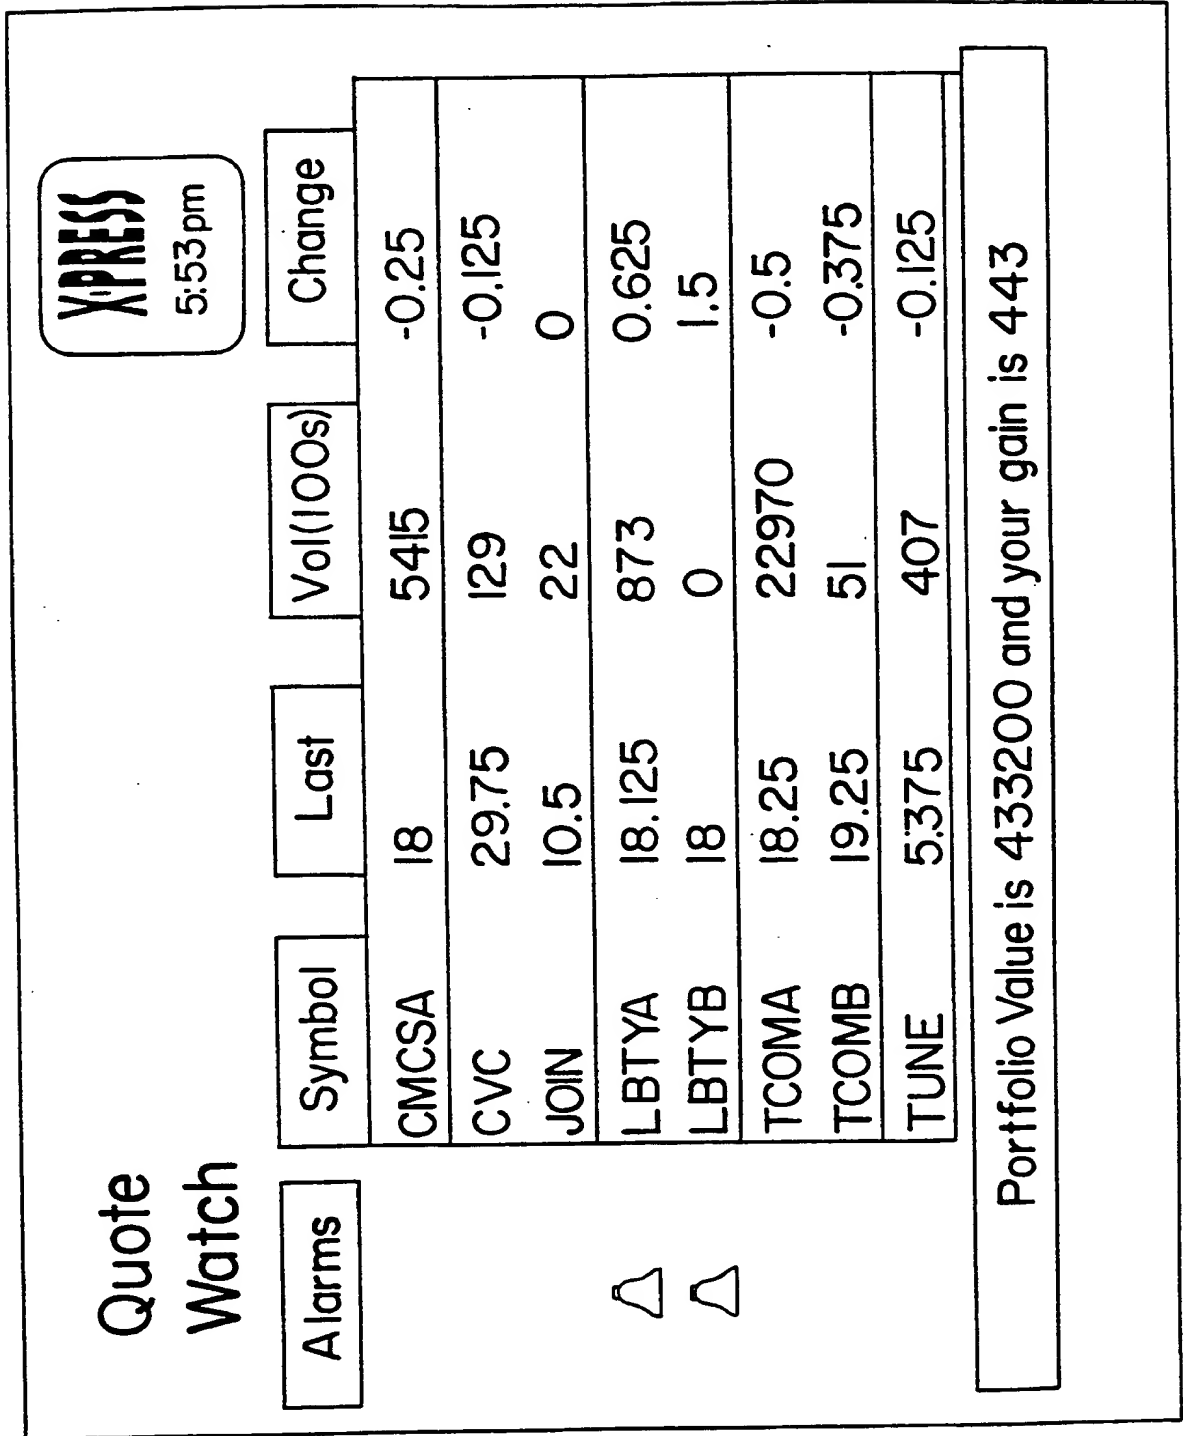 Quote
Watch
X·PRESS
5:53pm
Alarms Symbol Last Vol(100s) Change
CMCSA 18 5415 -0.25
CVC 29.75 129 -0.125
JOIN 10.5 22 0
LBTYA 18.125 873 0.625
LBTYB 18 0 1.5
TCOMA 18.25 22970 -0.5
TCOMB 19.25 51 -0.375
TUNE 5.375 407 -0.125
Portfolio Value is 433200 and your gain is 443